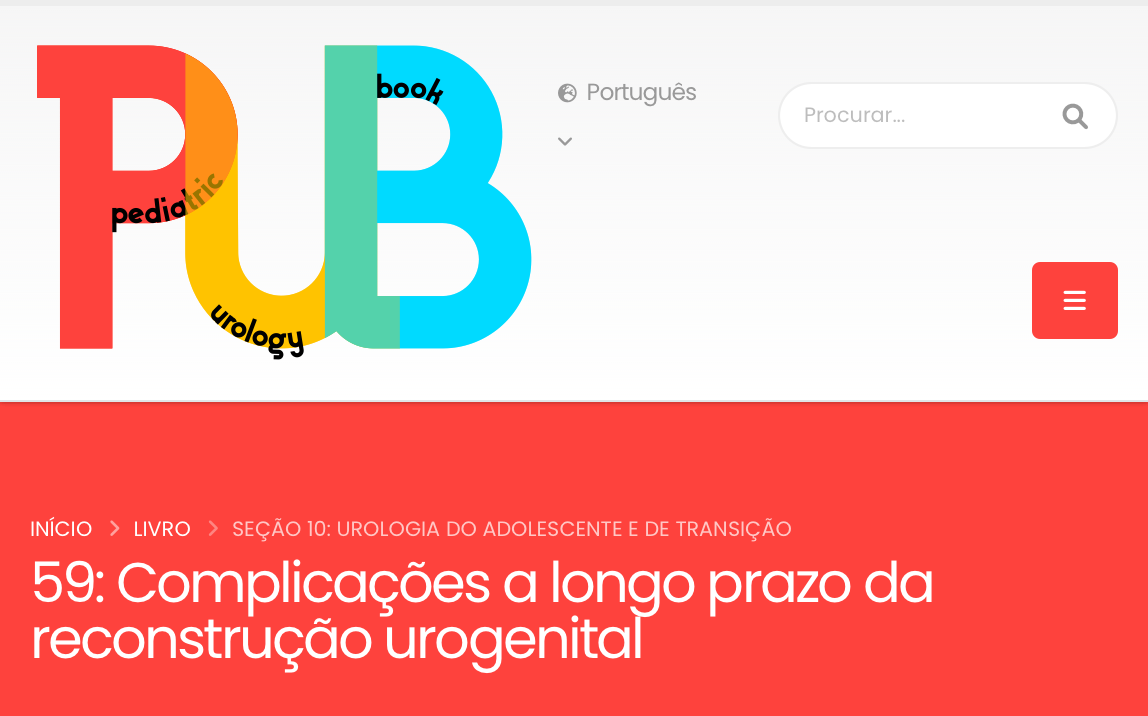 PUB
pediatric
urology
book
Português
Procurar...
INÍCIO > LIVRO > SEÇÃO 10: UROLOGIA DO ADOLESCENTE E DE TRANSIÇÃO
59: Complicações a longo prazo da
reconstrução urogenital